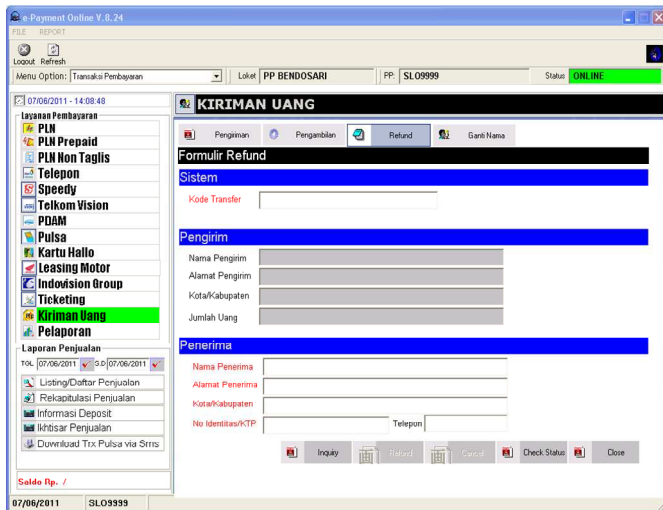 e-Payment Online V.8.24
FILE REPORT
Logout Refresh
Menu Option: Transaksi Pembayaran Loket PP BENDOSARI PP: SLO9999 Status ONLINE
07/06/2011 - 14:08:48
Layanan Pembayaran
PLN
PLN Prepaid
PLN Non Taglis
Telepon
Speedy
Telkom Vision
PDAM
Pulsa
Kartu Hallo
Leasing Motor
Indovision Group
Ticketing
Kiriman Uang
Pelaporan
Laporan Penjualan
TGL 07/06/2011 S.D 07/06/2011
Listing/Daftar Penjualan
Rekapitulasi Penjualan
Informasi Deposit
Ikhtisar Penjualan
Download Trx Pulsa via Sms
Saldo Rp. /
KIRIMAN UANG
Pengiriman Pengambilan Refund Ganti Nama
Formulir Refund
Sistem
Kode Transfer
Pengirim
Nama Pengirim
Alamat Pengirim
Kota/Kabupaten
Jumlah Uang
Penerima
Nama Penerima
Alamat Penerima
Kota/Kabupaten
No Identitas/KTP Telepon
Inquiry Refund Cancel Check Status Close
07/06/2011 SLO9999